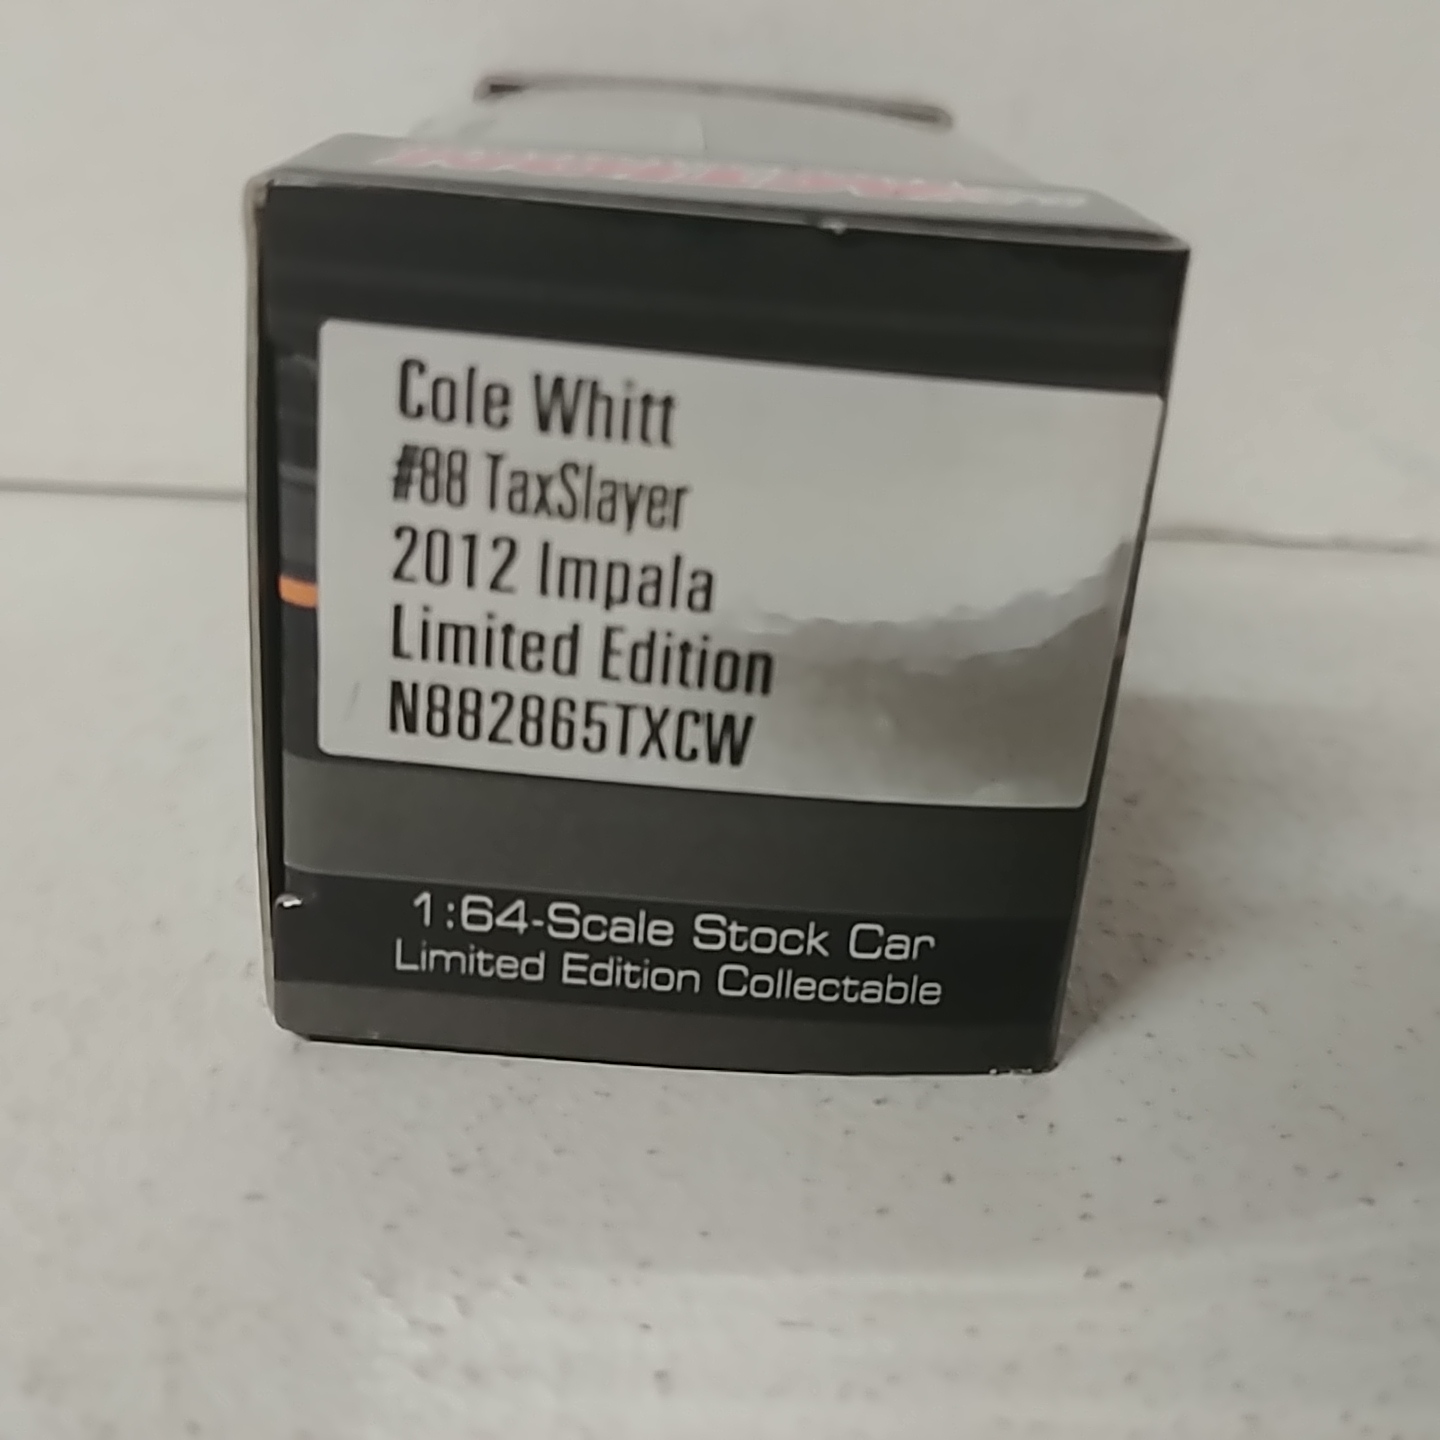 Cole Whitt
#88 TaxSlayer
2012 Impala
Limited Edition
N882865TXCW
1:64-Scale Stock Car
Limited Edition Collectable